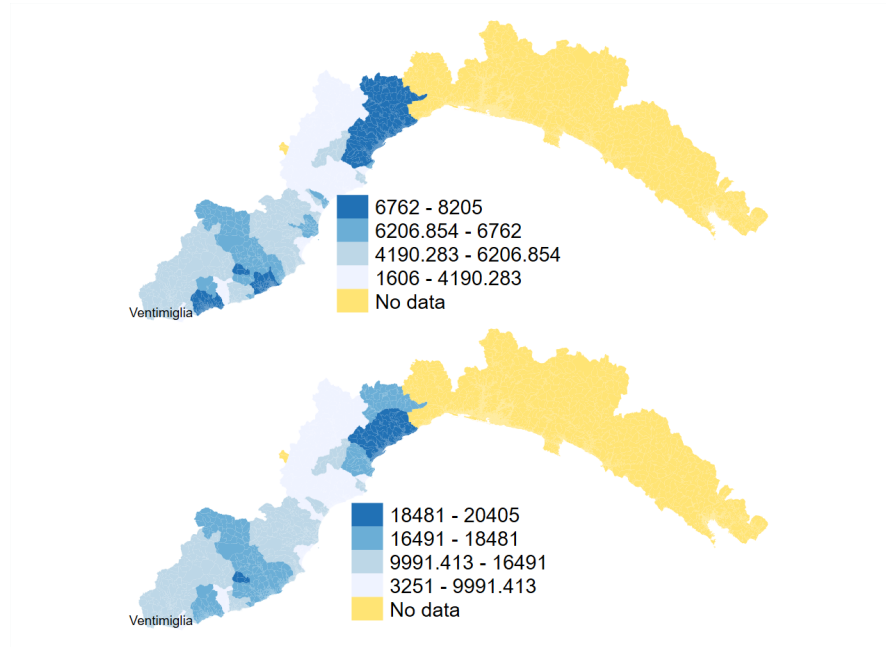 6762 - 8205
6206.854 - 6762
4190.283 - 6206.854
1606 - 4190.283
No data
Ventimiglia
18481 - 20405
16491 - 18481
9991.413 - 16491
3251 - 9991.413
No data
Ventimiglia